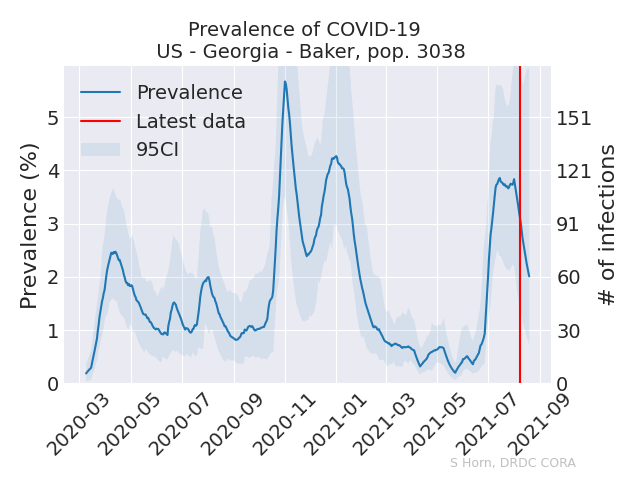 Prevalence of COVID-19
US - Georgia - Baker, pop. 3038
Prevalence
Latest data
95CI
Prevalence (%)
5
4
3
2
1
0
151
121
91
60
30
0
# of infections
2020-03
2020-05
2020-07
2020-09
2020-11
2021-01
2021-03
2021-05
2021-07
2021-09
S Horn, DRDC CORA